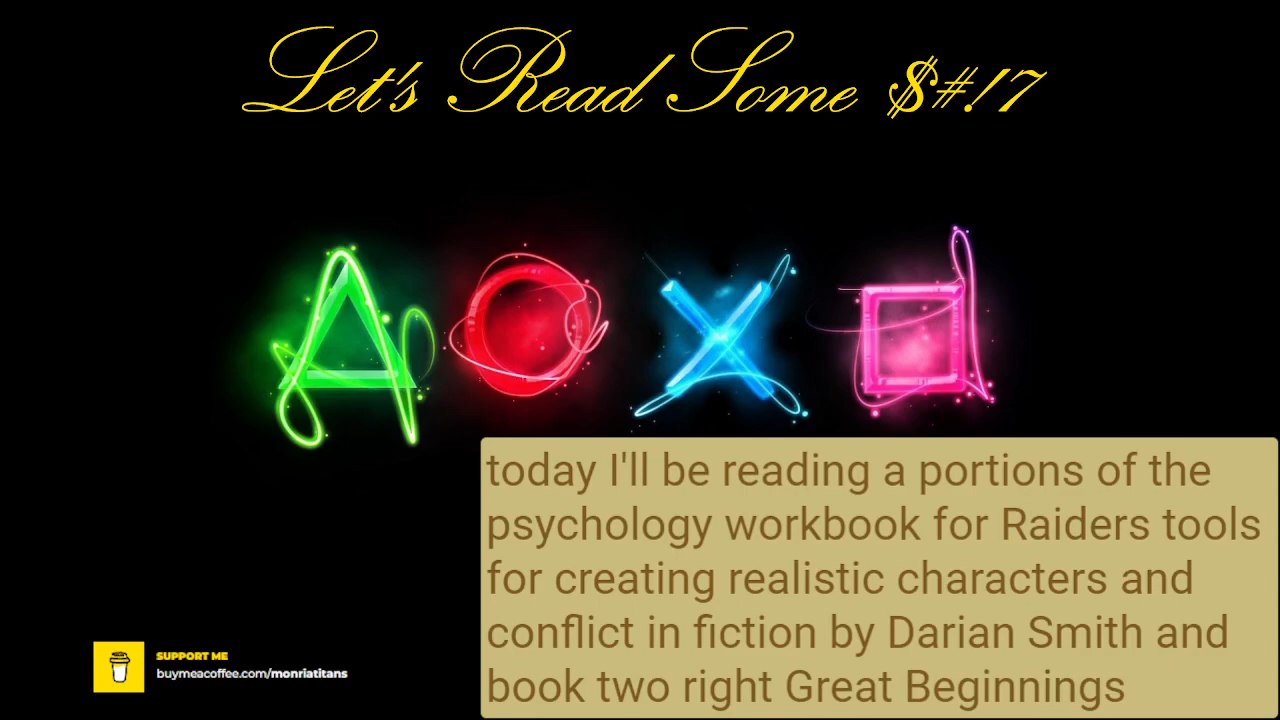 Let's Read Some $#!7
today I'll be reading a portions of the
psychology workbook for Raiders tools
for creating realistic characters and
conflict in fiction by Darian Smith and
book two right Great Beginnings
SUPPORT ME
buymeacoffee.com/monriatitans